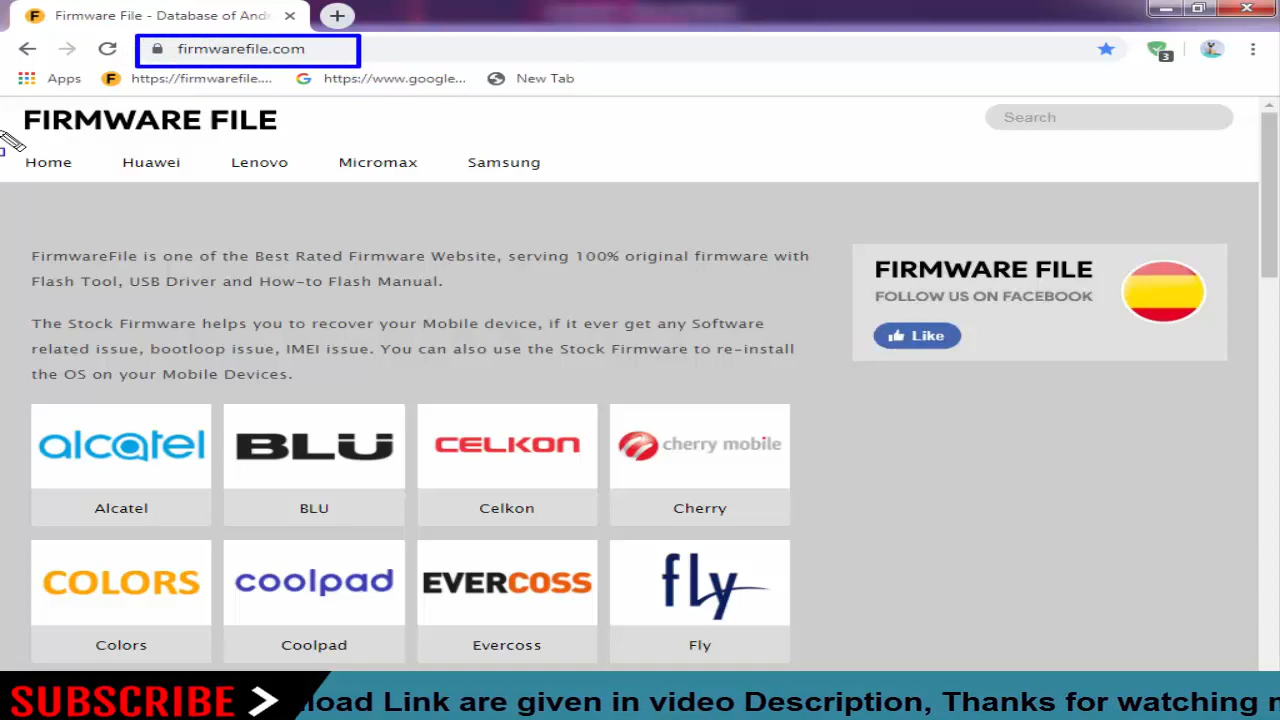 Firmware File - Database of And
firmwarefile.com
3
Apps
https://firmwarefile....
https://www.google...
New Tab
FIRMWARE FILE
Search
Home
Huawei
Lenovo
Micromax
Samsung
FirmwareFile is one of the Best Rated Firmware Website, serving 100% original firmware with
Flash Tool, USB Driver and How-to Flash Manual.
The Stock Firmware helps you to recover your Mobile device, if it ever get any Software
related issue, bootloop issue, IMEI issue. You can also use the Stock Firmware to re-install
the OS on your Mobile Devices.
FIRMWARE FILE
FOLLOW US ON FACEBOOK
Like
alcatel
BLU
CELKON
cherry mobile
Alcatel
BLU
Celkon
Cherry
COLORS
coolpad
EVERCOSS
fly
Colors
Coolpad
Evercoss
Fly
SUBSCRIBE
load Link are given in video Description, Thanks for watching